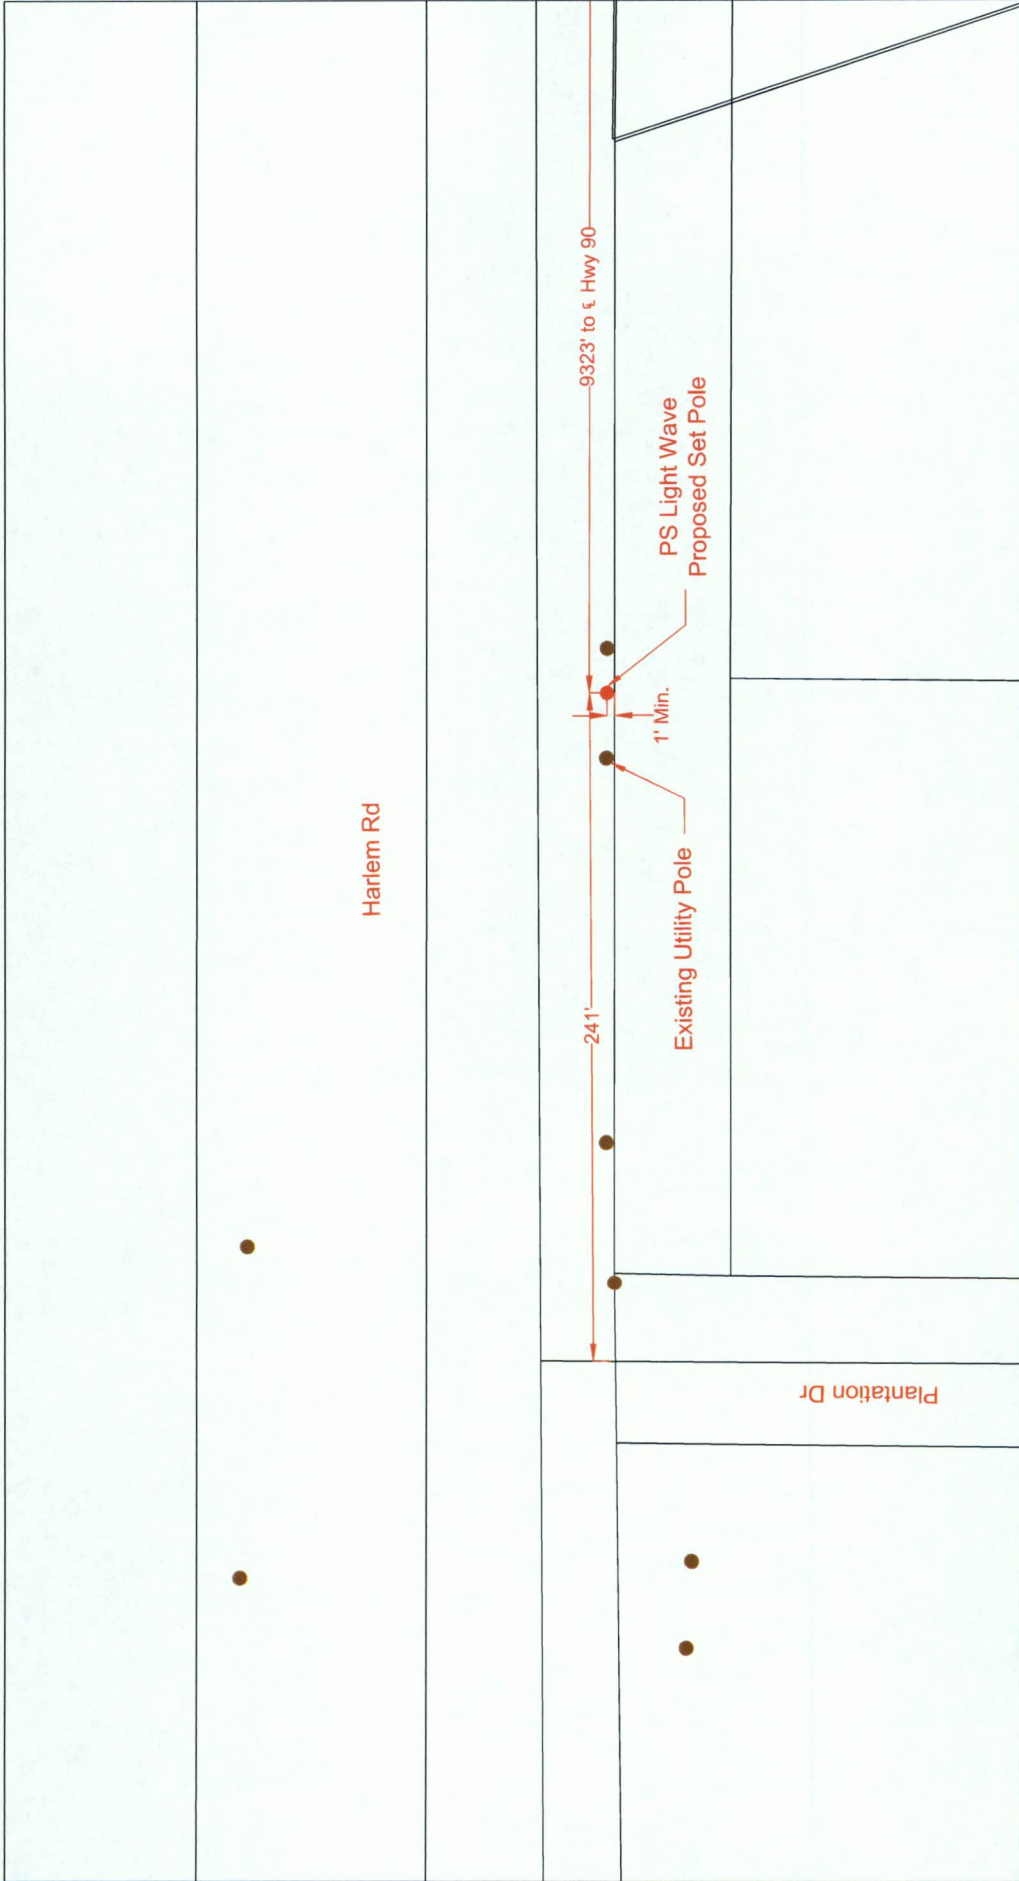 Harlem Rd
9323' to ℄ Hwy 90
PS Light Wave
Proposed Set Pole
1' Min.
Existing Utility Pole
241'
Plantation Dr